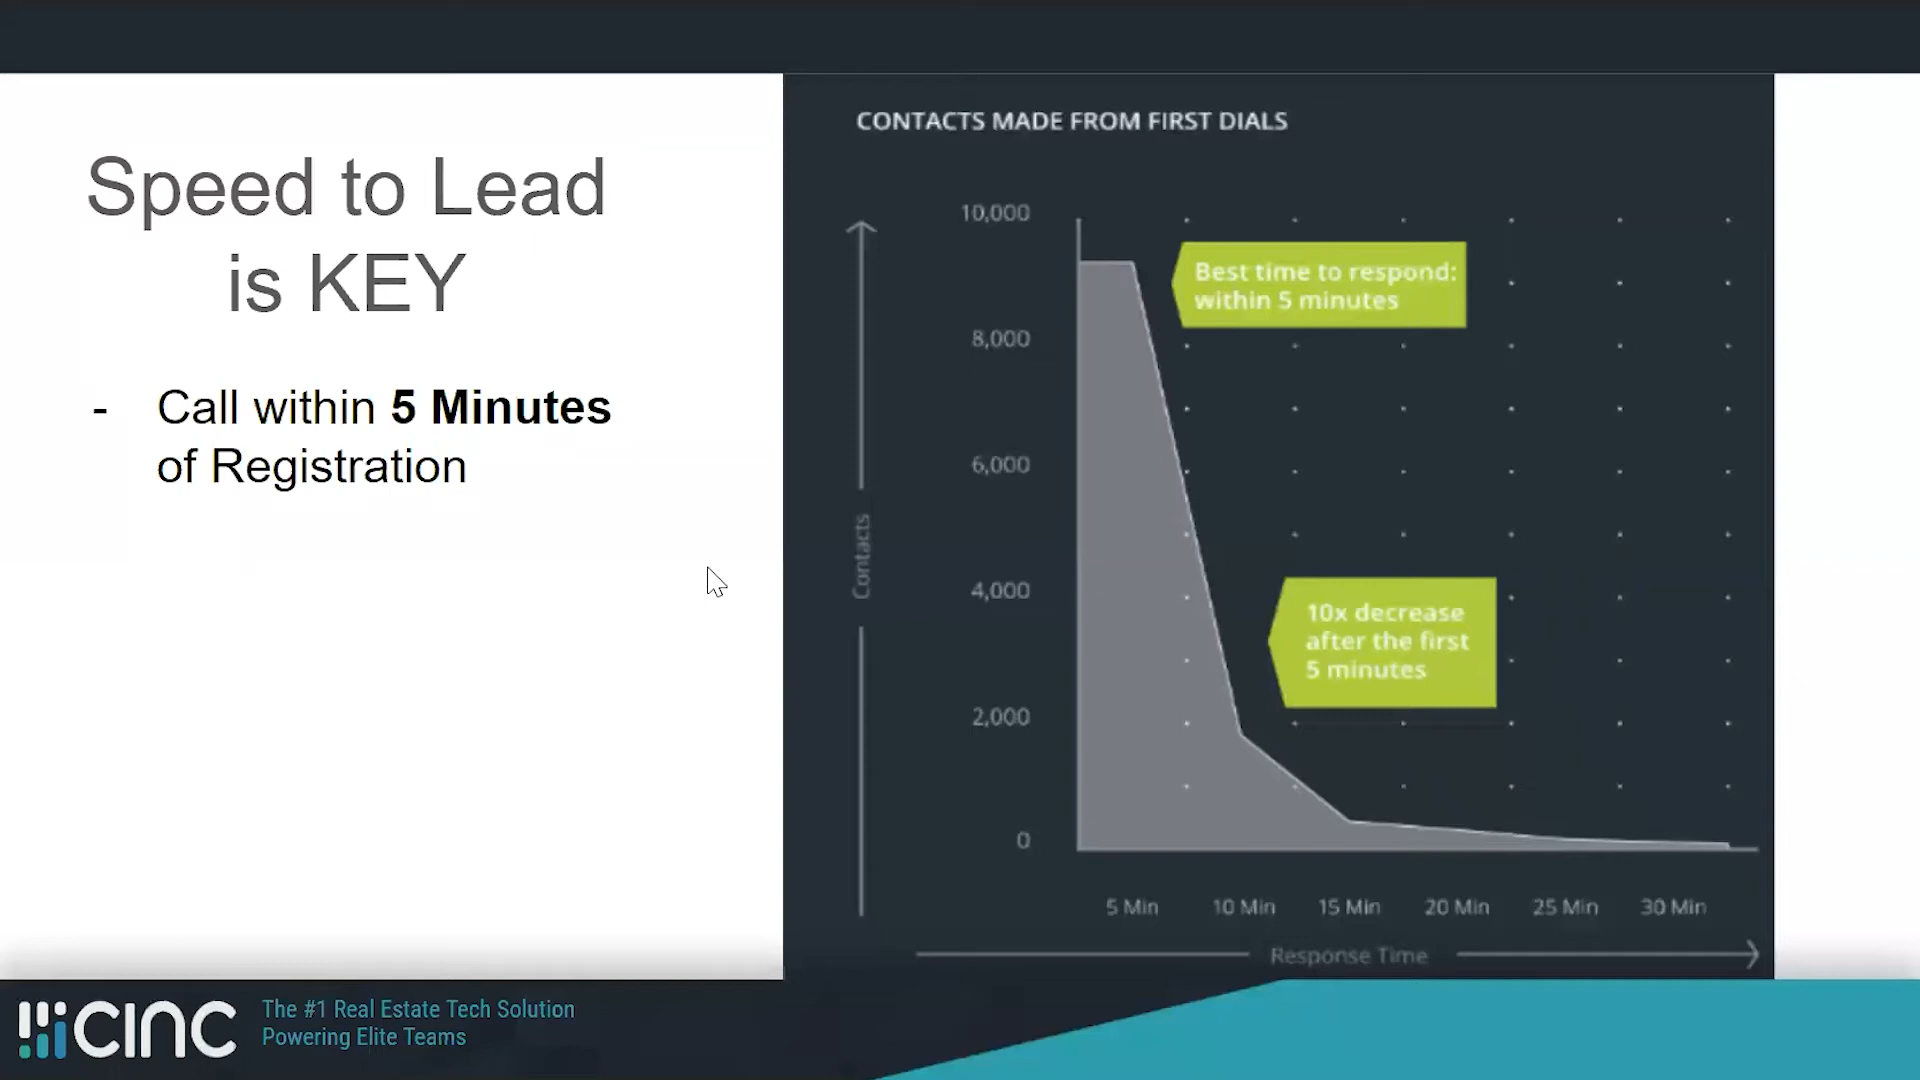 Speed to Lead
is KEY
- Call within 5 Minutes
of Registration
CONTACTS MADE FROM FIRST DIALS
10,000
8,000
6,000
4,000
2,000
0
Contacts
Best time to respond:
within 5 minutes
10x decrease
after the first
5 minutes
5 Min 10 Min 15 Min 20 Min 25 Min 30 Min
Response Time
CINC
The #1 Real Estate Tech Solution
Powering Elite Teams